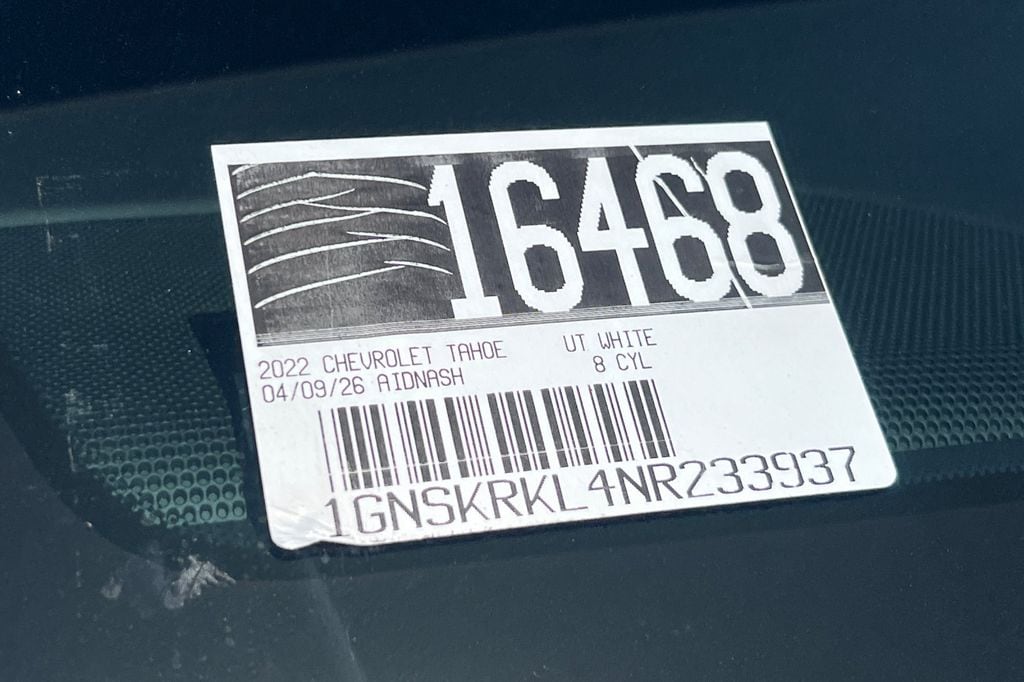 16468
2022 CHEVROLET TAHOE UT WHITE
04/09/26 AIDNASH 8 CYL
1GNSKRKL4NR233937